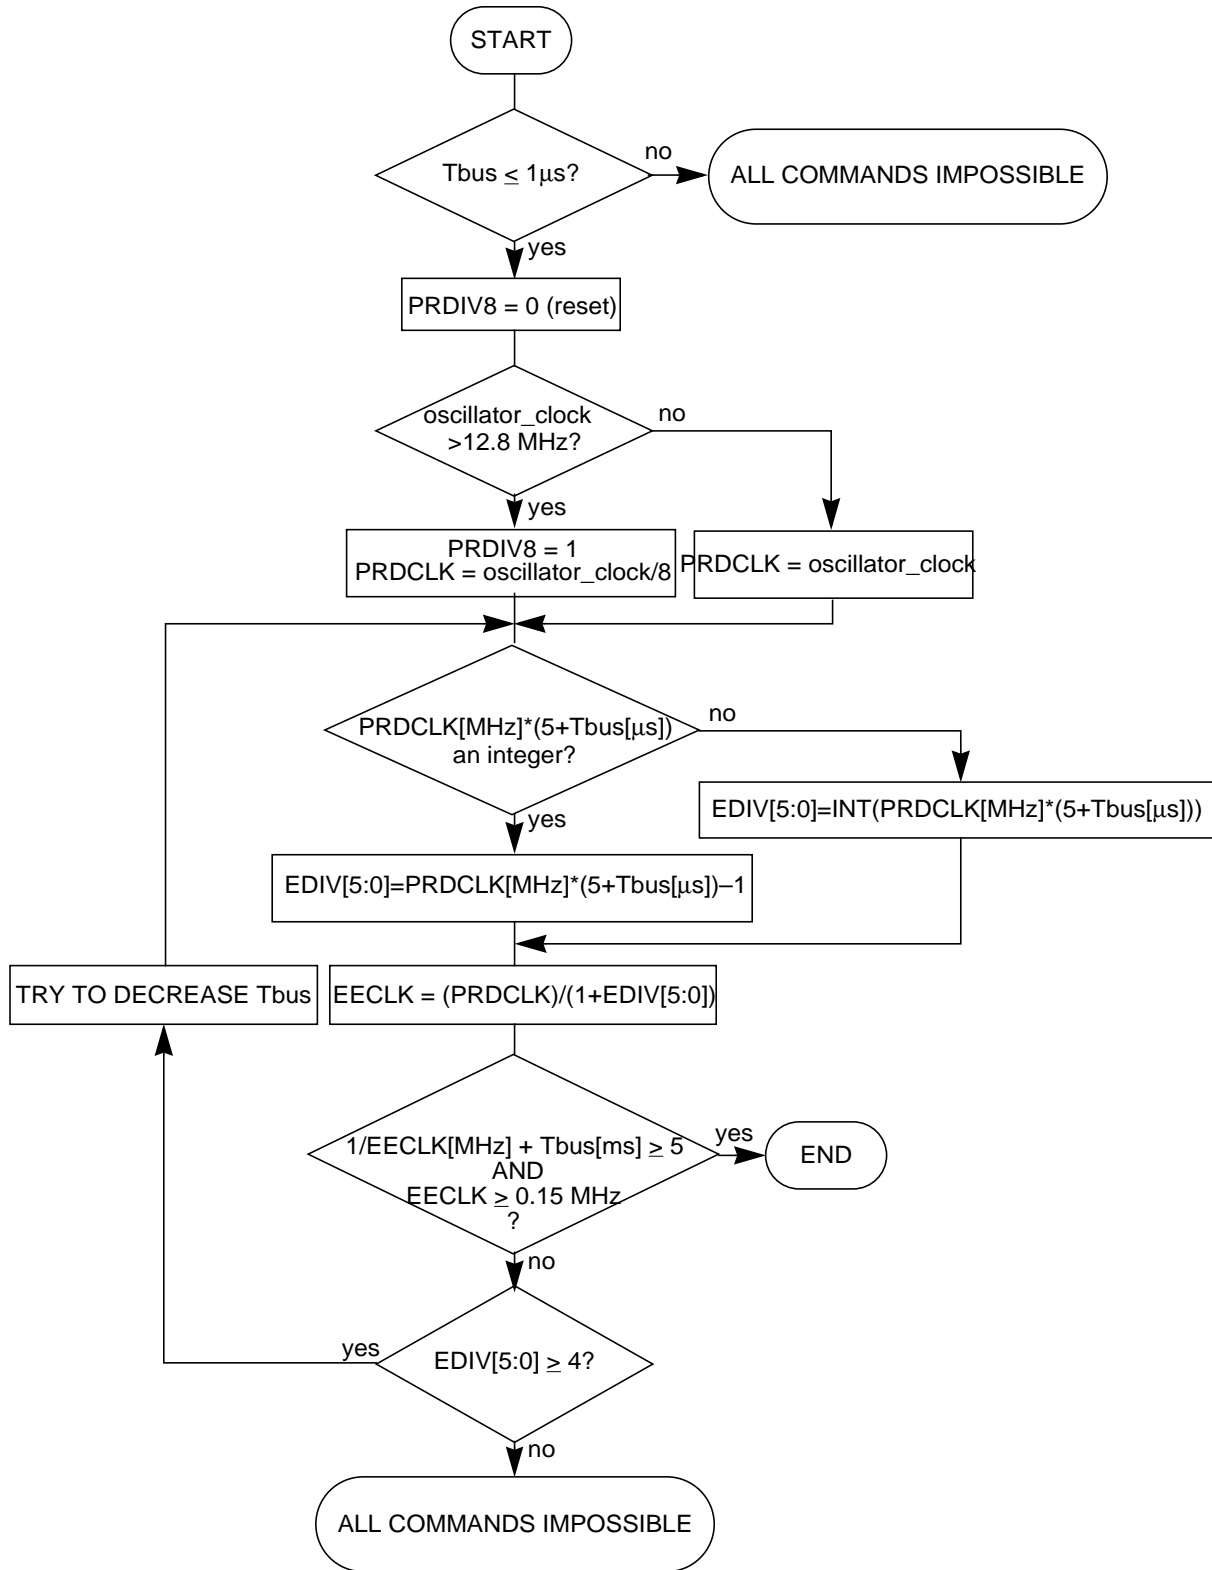 START
Tbus ≤ 1μs?
no
ALL COMMANDS IMPOSSIBLE
yes
PRDIV8 = 0 (reset)
oscillator_clock
>12.8 MHz?
no
yes
PRDIV8 = 1
PRDCLK = oscillator_clock/8
PRDCLK = oscillator_clock
PRDCLK[MHz]*(5+Tbus[μs])
an integer?
no
yes
EDIV[5:0]=INT(PRDCLK[MHz]*(5+Tbus[μs]))
EDIV[5:0]=PRDCLK[MHz]*(5+Tbus[μs])–1
TRY TO DECREASE Tbus
EECLK = (PRDCLK)/(1+EDIV[5:0])
1/EECLK[MHz] + Tbus[ms] ≥ 5
AND
EECLK ≥ 0.15 MHz
?
yes
END
no
EDIV[5:0] ≥ 4?
yes
no
ALL COMMANDS IMPOSSIBLE